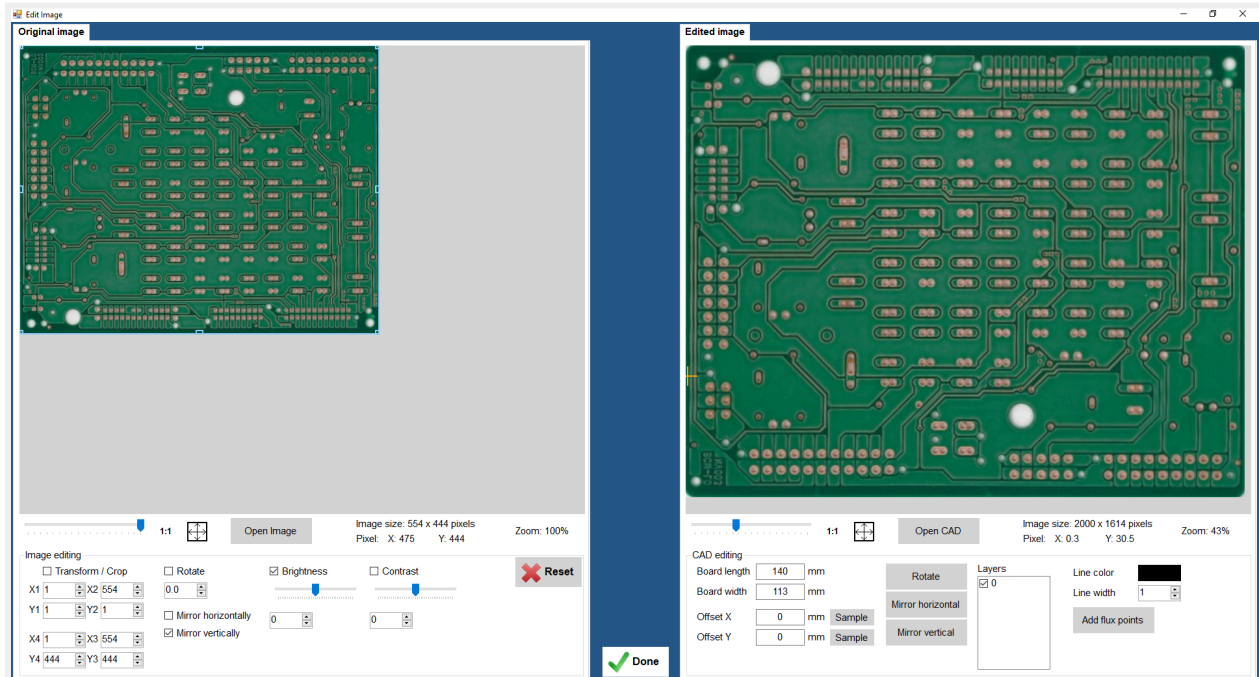 Edit Image
Original image
1:1
Open Image
Image size: 554 x 444 pixels
Pixel: X: 475 Y: 444
Zoom: 100%
Image editing
Transform / Crop
Rotate
Brightness
Contrast
Reset
X1 1 X2 554
0.0
Y1 1 Y2 1
Mirror horizontally
0
0
X4 1 X3 554
Mirror vertically
Y4 444 Y3 444
Done
Edited image
1:1
Open CAD
Image size: 2000 x 1614 pixels
Pixel: X: 0.3 Y: 30.5
Zoom: 43%
CAD editing
Board length 140 mm
Board width 113 mm
Offset X 0 mm Sample
Offset Y 0 mm Sample
Rotate
Mirror horizontal
Mirror vertical
Layers
0
Line color
Line width 1
Add flux points